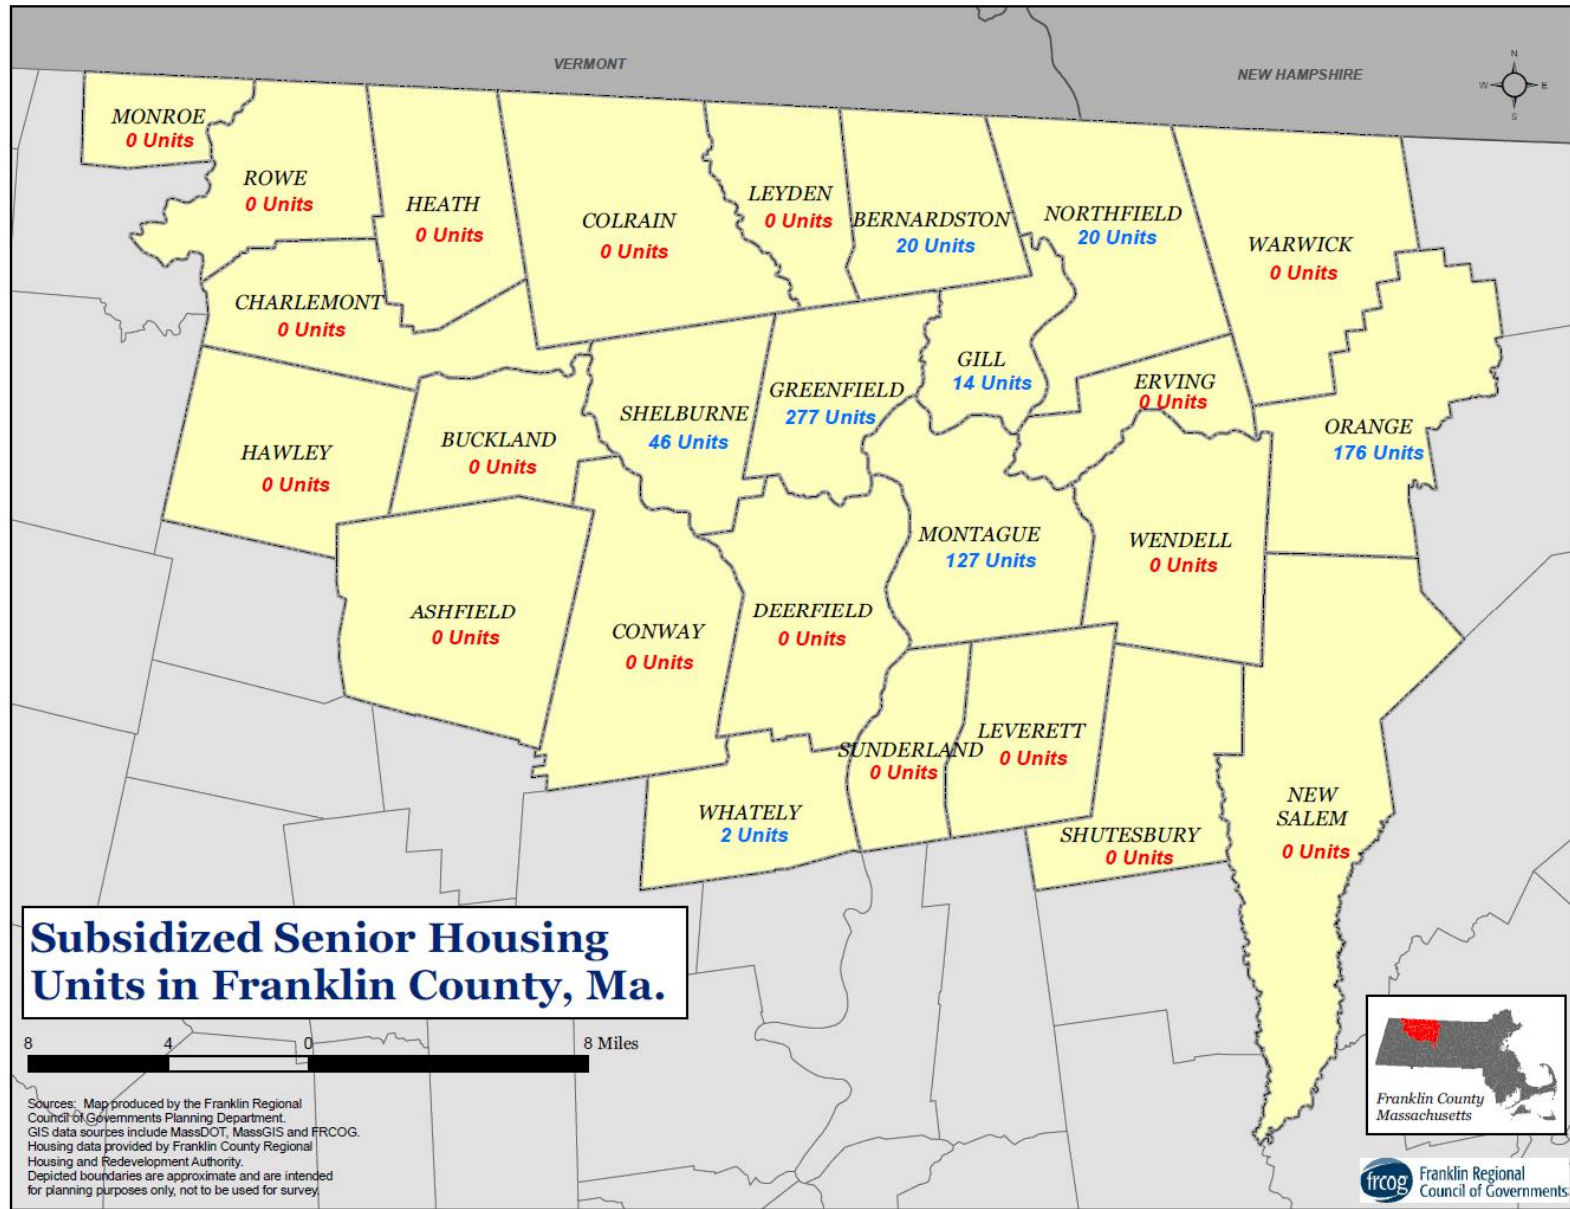 VERMONT
NEW HAMPSHIRE
N
W E
S
MONROE
0 Units
ROWE
0 Units
HEATH
0 Units
COLRAIN
0 Units
LEYDEN
0 Units
BERNARDSTON
20 Units
NORTHFIELD
20 Units
WARWICK
0 Units
CHARLEMONT
0 Units
GILL
14 Units
ERVING
0 Units
SHELBURNE
46 Units
GREENFIELD
277 Units
ORANGE
176 Units
HAWLEY
0 Units
BUCKLAND
0 Units
MONTAGUE
127 Units
WENDELL
0 Units
ASHFIELD
0 Units
CONWAY
0 Units
DEERFIELD
0 Units
SUNDERLAND
0 Units
LEVERETT
0 Units
WHATELY
2 Units
SHUTESBURY
0 Units
NEW
SALEM
0 Units
Subsidized Senior Housing
Units in Franklin County, Ma.
8 4 0 8 Miles
Sources: Map produced by the Franklin Regional
Council of Governments Planning Department.
GIS data sources include MassDOT, MassGIS and FRCOG.
Housing data provided by Franklin County Regional
Housing and Redevelopment Authority.
Depicted boundaries are approximate and are intended
for planning purposes only, not to be used for survey.
Franklin County
Massachusetts
frcog Franklin Regional
Council of Governments